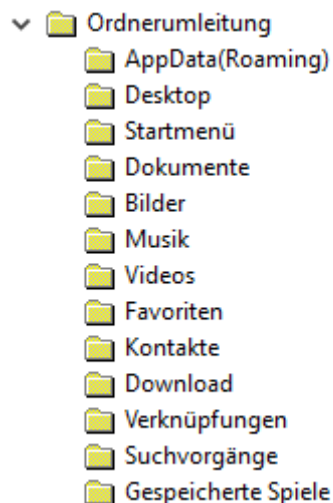 Ordnerumleitung
AppData(Roaming)
Desktop
Startmenü
Dokumente
Bilder
Musik
Videos
Favoriten
Kontakte
Download
Verknüpfungen
Suchvorgänge
Gespeicherte Spiele